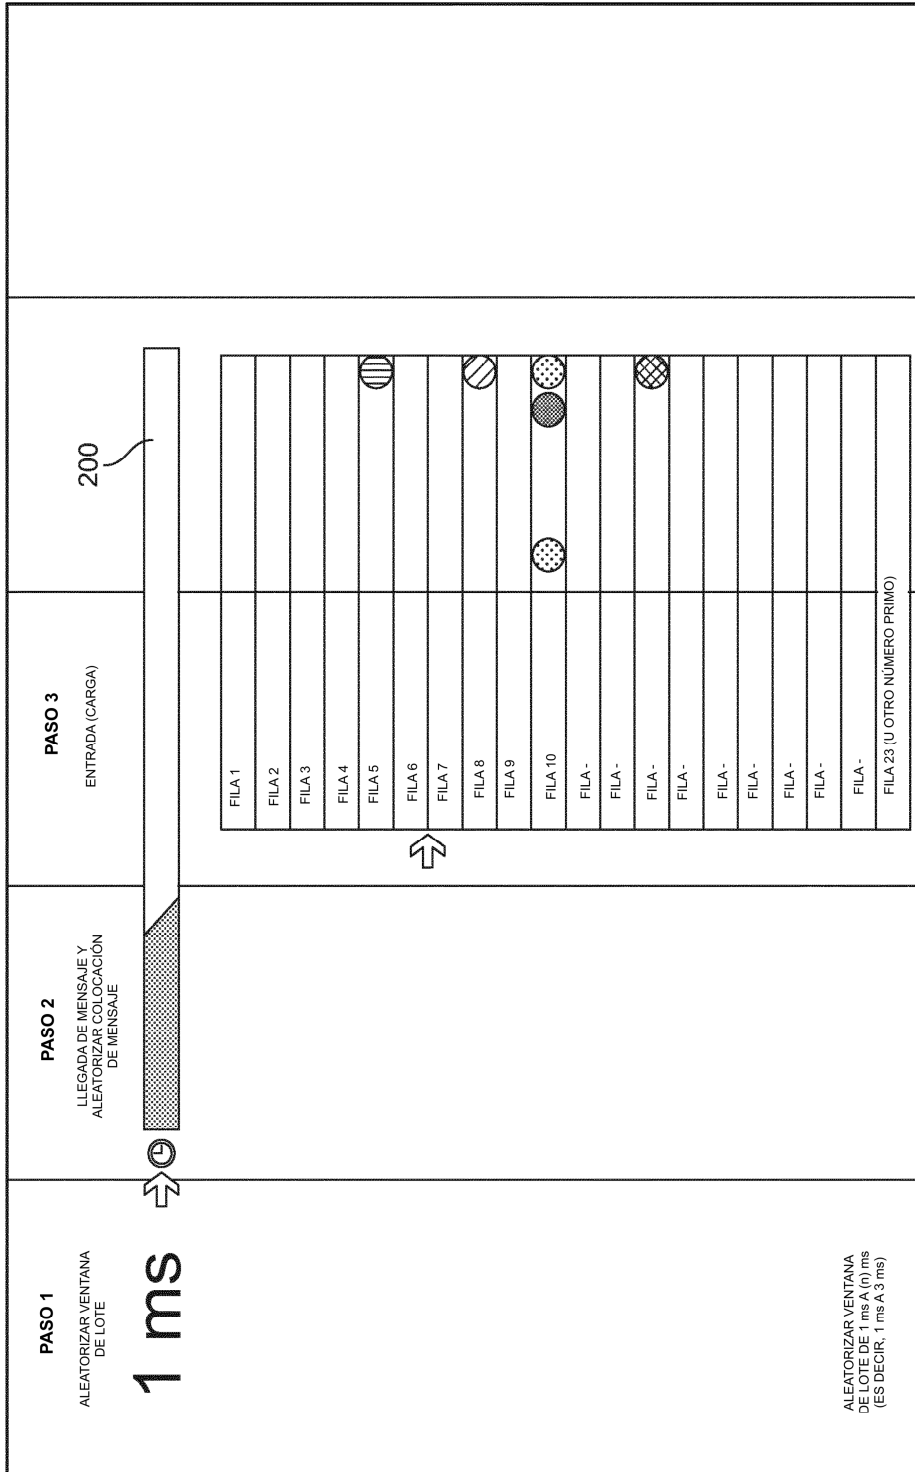 PASO 1
ALEATORIZAR VENTANA
DE LOTE
1 ms
ALEATORIZAR VENTANA
DE LOTE DE 1 ms A (n) ms
(ES DECIR, 1 ms A 3 ms)
PASO 2
LLEGADA DE MENSAJE Y
ALEATORIZAR COLOCACIÓN
DE MENSAJE
PASO 3
ENTRADA (CARGA)
200
FILA 1
FILA 2
FILA 3
FILA 4
FILA 5
FILA 6
FILA 7
FILA 8
FILA 9
FILA 10
FILA -
FILA -
FILA -
FILA -
FILA -
FILA -
FILA -
FILA -
FILA -
FILA 23 (U OTRO NÚMERO PRIMO)